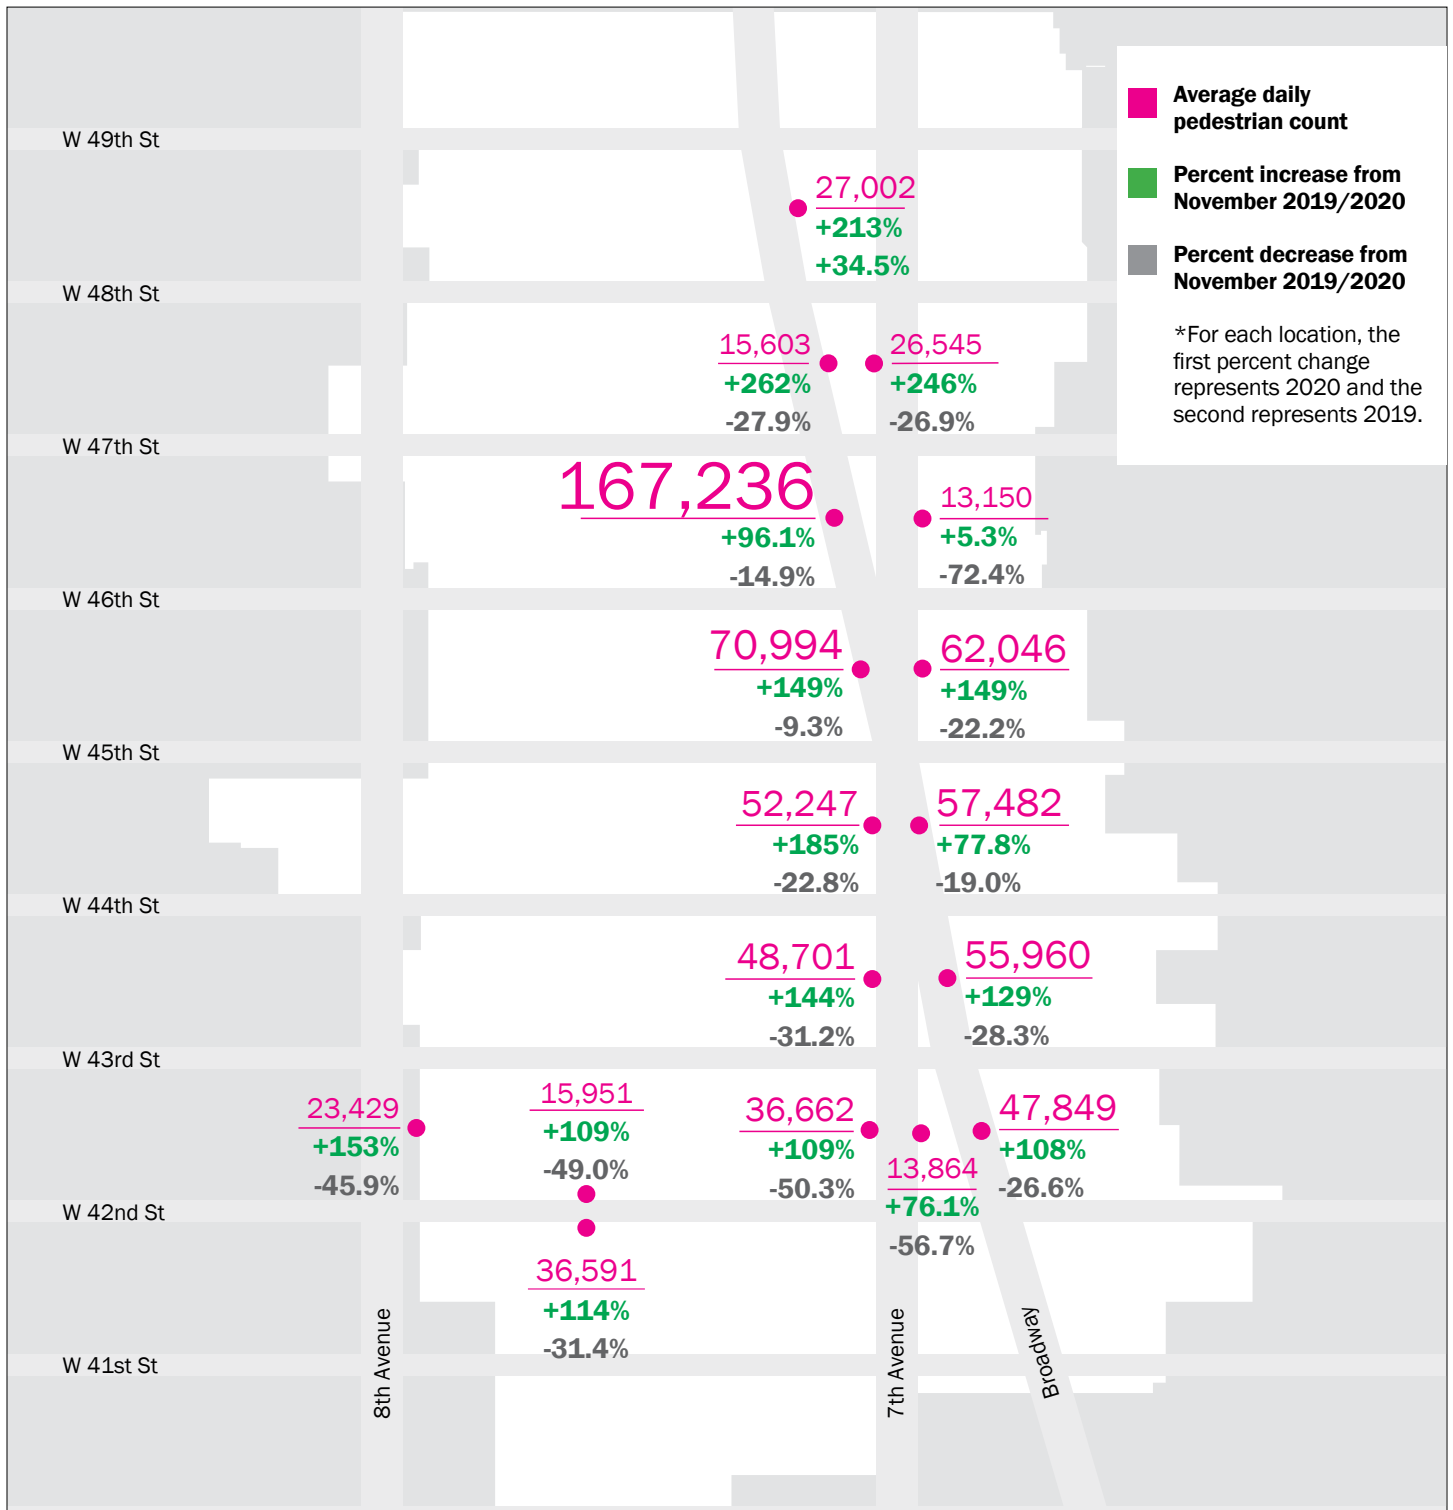 Average daily
pedestrian count
Percent increase from
November 2019/2020
Percent decrease from
November 2019/2020
*For each location, the
first percent change
represents 2020 and the
second represents 2019.
W 49th St
27,002
+213%
+34.5%
W 48th St
15,603
+262%
-27.9%
26,545
+246%
-26.9%
W 47th St
167,236
+96.1%
-14.9%
13,150
+5.3%
-72.4%
W 46th St
70,994
+149%
-9.3%
62,046
+149%
-22.2%
W 45th St
52,247
+185%
-22.8%
57,482
+77.8%
-19.0%
W 44th St
48,701
+144%
-31.2%
55,960
+129%
-28.3%
W 43rd St
23,429
+153%
-45.9%
15,951
+109%
-49.0%
36,662
+109%
-50.3%
13,864
+76.1%
-56.7%
47,849
+108%
-26.6%
W 42nd St
36,591
+114%
-31.4%
W 41st St
8th Avenue
7th Avenue
Broadway